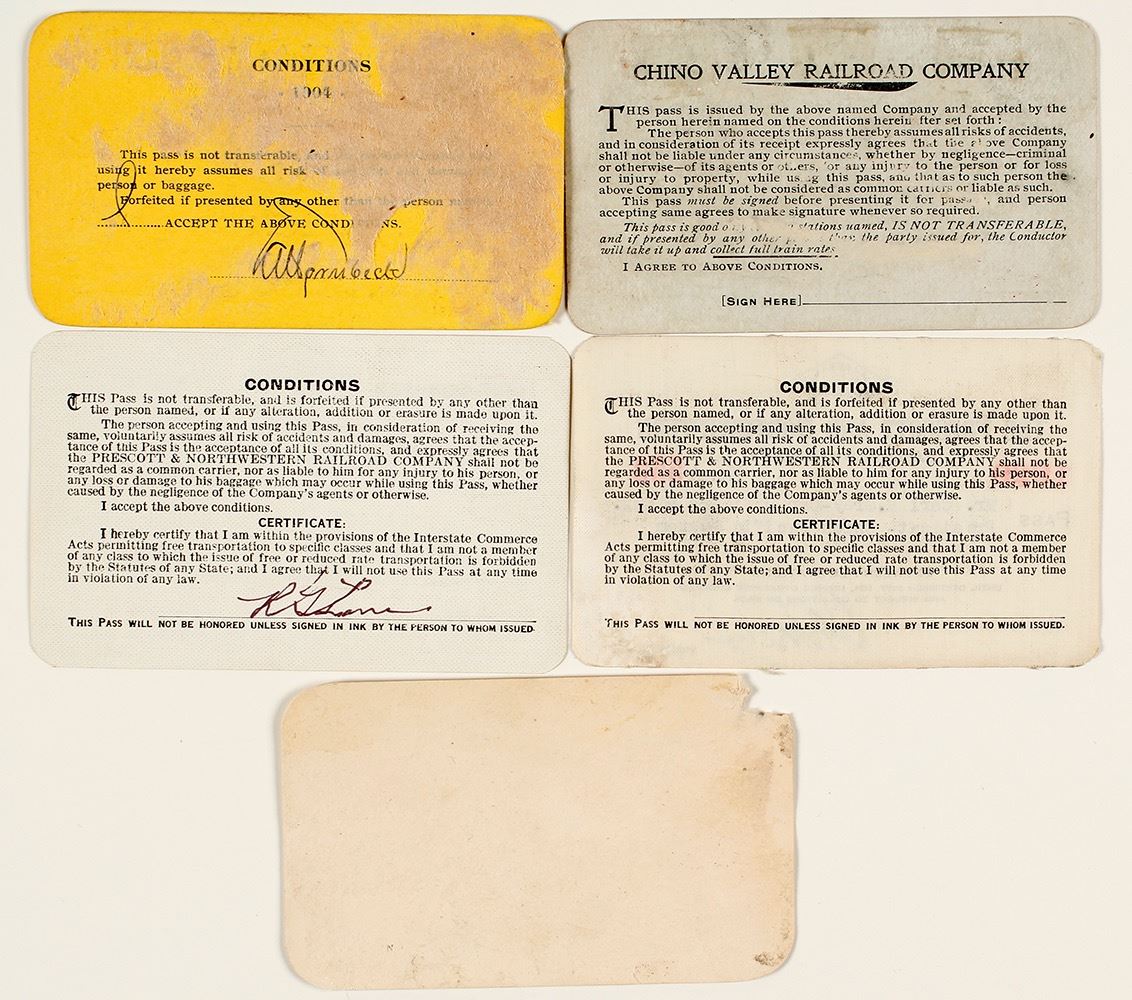 CONDITIONS
This pass is not transferable, and
using it hereby assumes all risk
person or baggage.
Forfeited if presented by any other than the person
ACCEPT THE ABOVE CONDITIONS.
CHINO VALLEY RAILROAD COMPANY
THIS pass is issued by the above named Company and accepted by the
person herein named on the conditions herein fter set forth :
The person who accepts this pass thereby assumes all risks of accidents,
and in consideration of its receipt expressly agrees that the above Company
shall not be liable under any circumstances, whether by negligence—criminal
or otherwise—of its agents or others, for any injury to the person or for loss
or injury to property, while using this pass, and that as to such person the
above Company shall not be considered as common carriers or liable as such.
This pass must be signed before presenting it for passa , and person
accepting same agrees to make signature whenever so required.
This pass is good stations named, IS NOT TRANSFERABLE,
and if presented by any other than the party issued for, the Conductor
will take it up and collect full train rates
I AGREE TO ABOVE CONDITIONS.
[SIGN HERE]
CONDITIONS
THIS Pass is not transferable, and is forfeited if presented by any other than
the person named, or if any alteration, addition or erasure is made upon it.
The person accepting and using this Pass, in consideration of receiving the
same, voluntarily assumes all risk of accidents and damages, agrees that the accep-
tance of this Pass is the acceptance of all its conditions, and expressly agrees that
the PRESCOTT & NORTHWESTERN RAILROAD COMPANY shall not be
regarded as a common carrier, nor as liable to him for any injury to his person, or
any loss or damage to his baggage which may occur while using this Pass, whether
caused by the negligence of the Company's agents or otherwise.
I accept the above conditions.
CERTIFICATE:
I hereby certify that I am within the provisions of the Interstate Commerce
Acts permitting free transportation to specific classes and that I am not a member
of any class to which the issue of free or reduced rate transportation is forbidden
by the Statutes of any State; and I agree that I will not use this Pass at any time
in violation of any law.
THIS PASS WILL NOT BE HONORED UNLESS SIGNED IN INK BY THE PERSON TO WHOM ISSUED.
CONDITIONS
THIS Pass is not transferable, and is forfeited if presented by any other than
the person named, or if any alteration, addition or erasure is made upon it.
The person accepting and using this Pass, in consideration of receiving the
same, voluntarily assumes all risk of accidents and damages, agrees that the accep-
tance of this Pass is the acceptance of all its conditions, and expressly agrees that
the PRESCOTT & NORTHWESTERN RAILROAD COMPANY shall not be
regarded as a common carrier, nor as liable to him for any injury to his person, or
any loss or damage to his baggage which may occur while using this Pass, whether
caused by the negligence of the Company's agents or otherwise.
I accept the above conditions.
CERTIFICATE:
I hereby certify that I am within the provisions of the Interstate Commerce
Acts permitting free transportation to specific classes and that I am not a member
of any class to which the issue of free or reduced rate transportation is forbidden
by the Statutes of any State; and I agree that I will not use this Pass at any time
in violation of any law.
THIS PASS WILL NOT BE HONORED UNLESS SIGNED IN INK BY THE PERSON TO WHOM ISSUED.